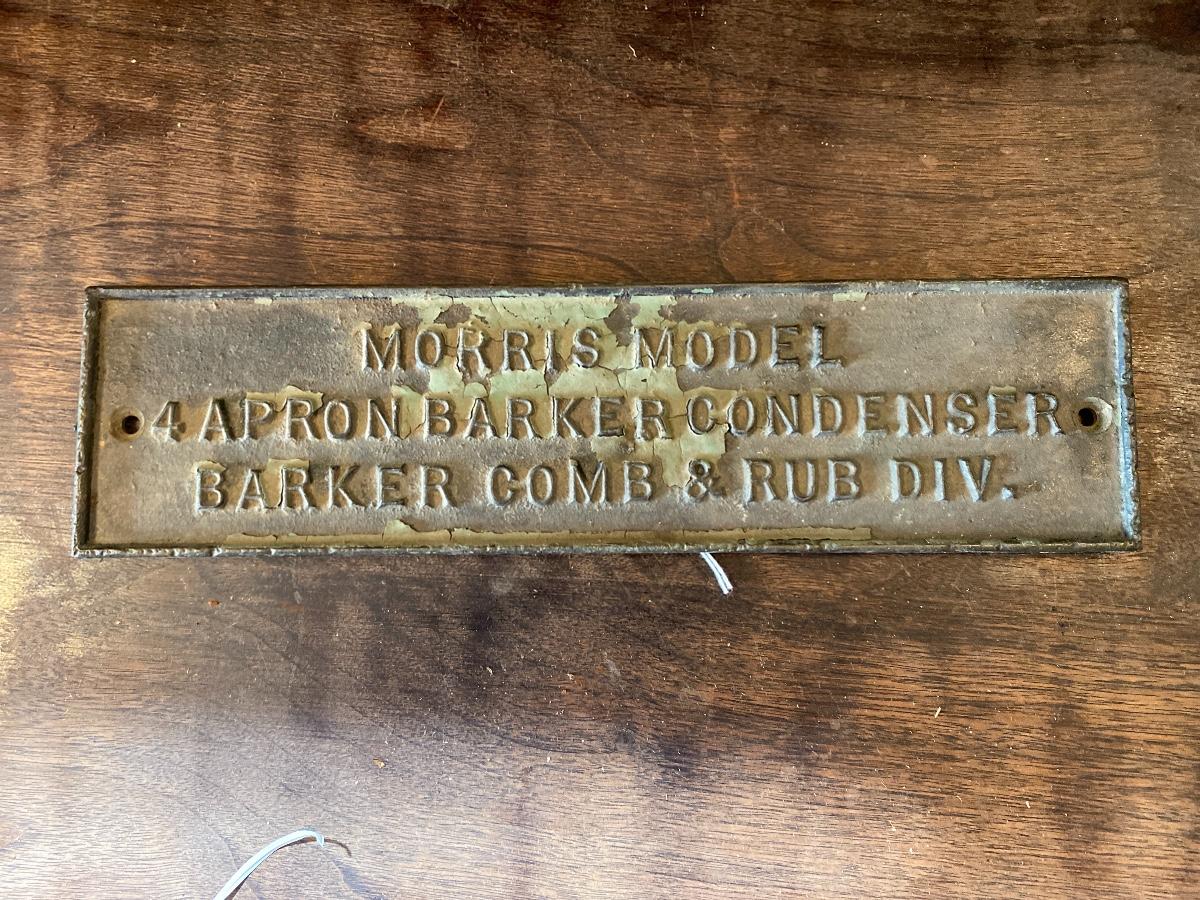 MORRIS MODEL
4 APRON BARKER CONDENSER
BARKER COMB & RUB DIV.